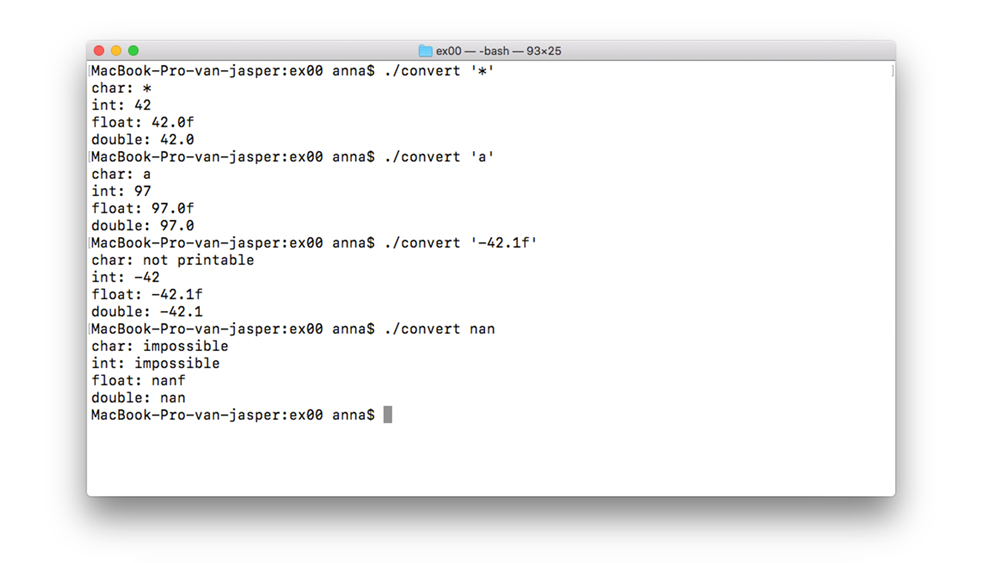 ex00 — -bash — 93×25
[MacBook-Pro-van-jasper:ex00 anna$ ./convert '*' ]
char: *
int: 42
float: 42.0f
double: 42.0
[MacBook-Pro-van-jasper:ex00 anna$ ./convert 'a'
char: a
int: 97
float: 97.0f
double: 97.0
[MacBook-Pro-van-jasper:ex00 anna$ ./convert '-42.1f'
char: not printable
int: -42
float: -42.1f
double: -42.1
[MacBook-Pro-van-jasper:ex00 anna$ ./convert nan
char: impossible
int: impossible
float: nanf
double: nan
MacBook-Pro-van-jasper:ex00 anna$